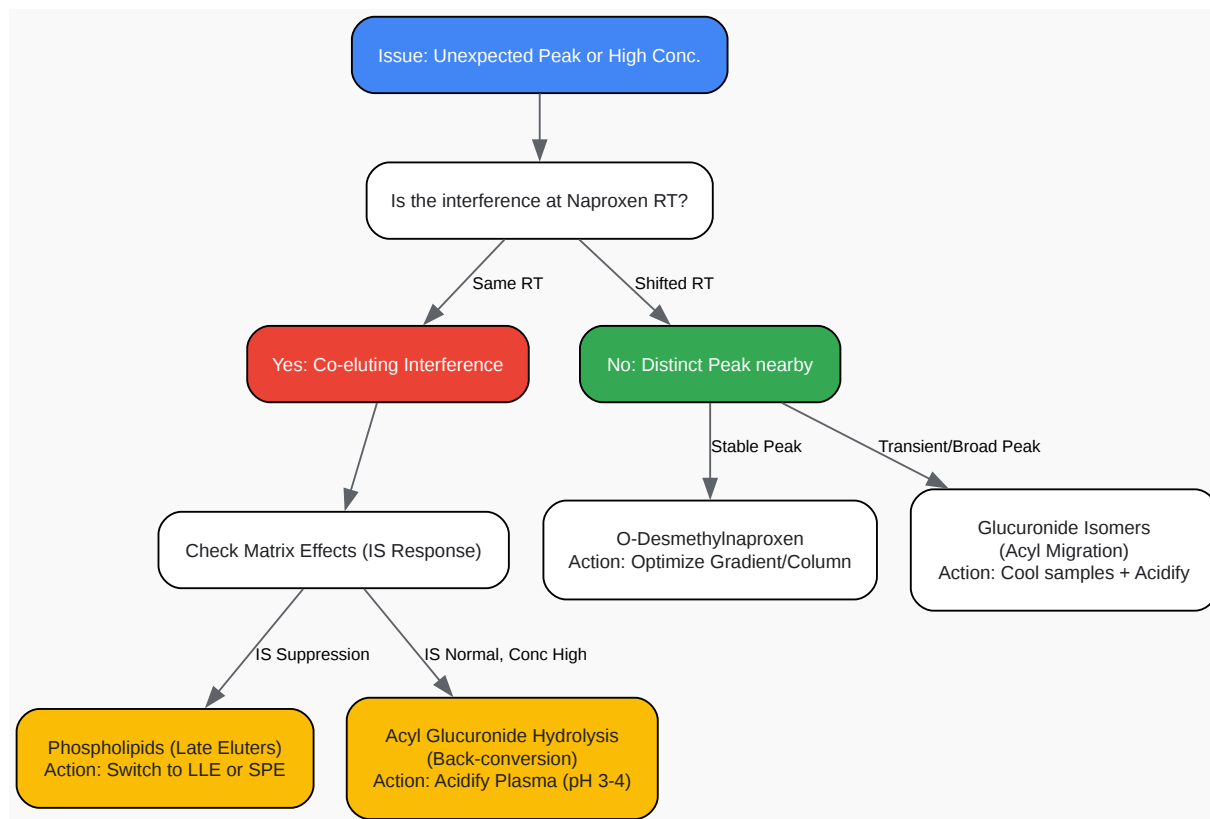 Issue: Unexpected Peak or High Conc.
Is the interference at Naproxen RT?
Same RT
Shifted RT
Yes: Co-eluting Interference
No: Distinct Peak nearby
Stable Peak
Transient/Broad Peak
Check Matrix Effects (IS Response)
O-Desmethylnaproxen
Action: Optimize Gradient/Column
Glucuronide Isomers
(Acyl Migration)
Action: Cool samples + Acidify
IS Suppression
IS Normal, Conc High
Phospholipids (Late Eluters)
Action: Switch to LLE or SPE
Acyl Glucuronide Hydrolysis
(Back-conversion)
Action: Acidify Plasma (pH 3-4)